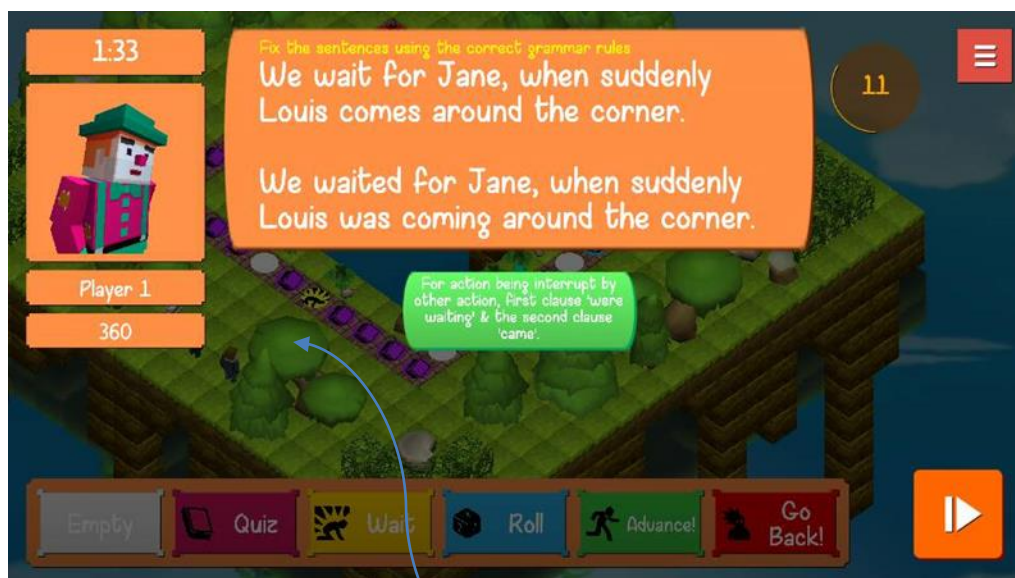 1:33
Fix the sentences using the correct grammar rules
We wait for Jane, when suddenly
Louis comes around the corner.
We waited for Jane, when suddenly
Louis was coming around the corner.
11
For action being interrupt by
other action, first clause 'were
waiting' & the second clause
'came'.
Player 1
360
Empty
Quiz
Wait
Roll
Advance!
Go
Back!